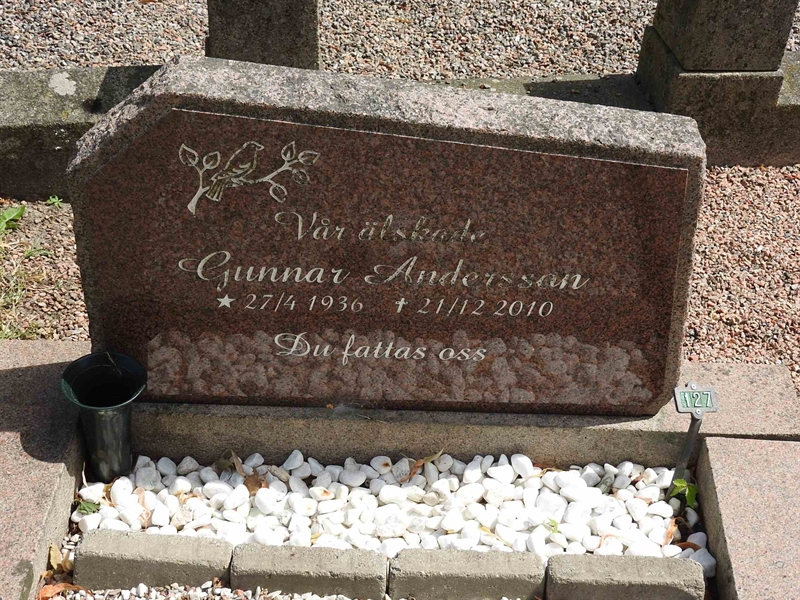 Vår älskade
Gunnar Andersson
★ 27/4 1936 ✝ 21/12 2010
Du fattas oss
127